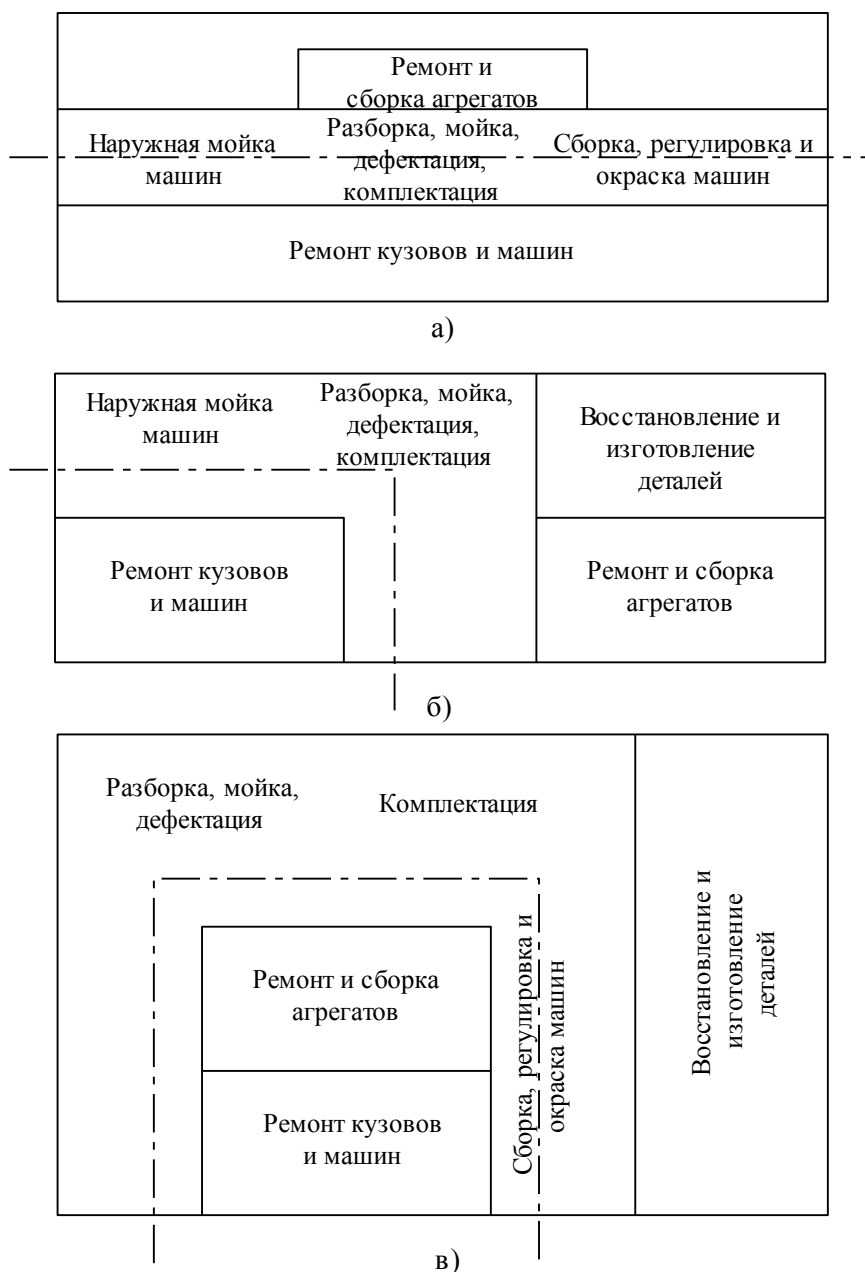 Ремонт и
сборка агрегатов
Наружная мойка
машин
Разборка, мойка,
дефектация,
комплектация
Сборка, регулировка и
окраска машин
Ремонт кузовов и машин
а)
Наружная мойка
машин
Разборка, мойка,
дефектация,
комплектация
Восстановление и
изготовление
деталей
Ремонт кузовов
и машин
Ремонт и сборка
агрегатов
б)
Разборка, мойка,
дефектация
Комплектация
Ремонт и сборка
агрегатов
Ремонт кузовов
и машин
Сборка, регулировка и
окраска машин
Восстановление и
изготовление
деталей
в)